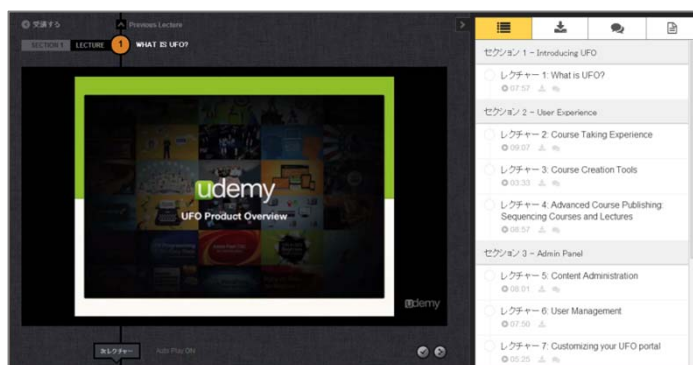 受講する
Previous Lecture
SECTION 1 LECTURE 1 WHAT IS UFO?
udemy
UFO Product Overview
udemy
次レクチャー
Auto Play ON
セクション 1 – Introducing UFO
レクチャー 1: What is UFO?
07:57
セクション 2 – User Experience
レクチャー 2: Course Taking Experience
09:07
レクチャー 3: Course Creation Tools
03:33
レクチャー 4: Advanced Course Publishing:
Sequencing Courses and Lectures
08:57
セクション 3 – Admin Panel
レクチャー 5: Content Administration
08:01
レクチャー 6: User Management
07:50
レクチャー 7: Customizing your UFO portal
05:25